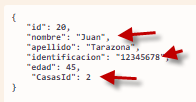 {
"id": 20,
"nombre": "Juan",
"apellido": "Tarazona",
"identificacion": "12345678",
"edad": 45,
"CasasId": 2
}